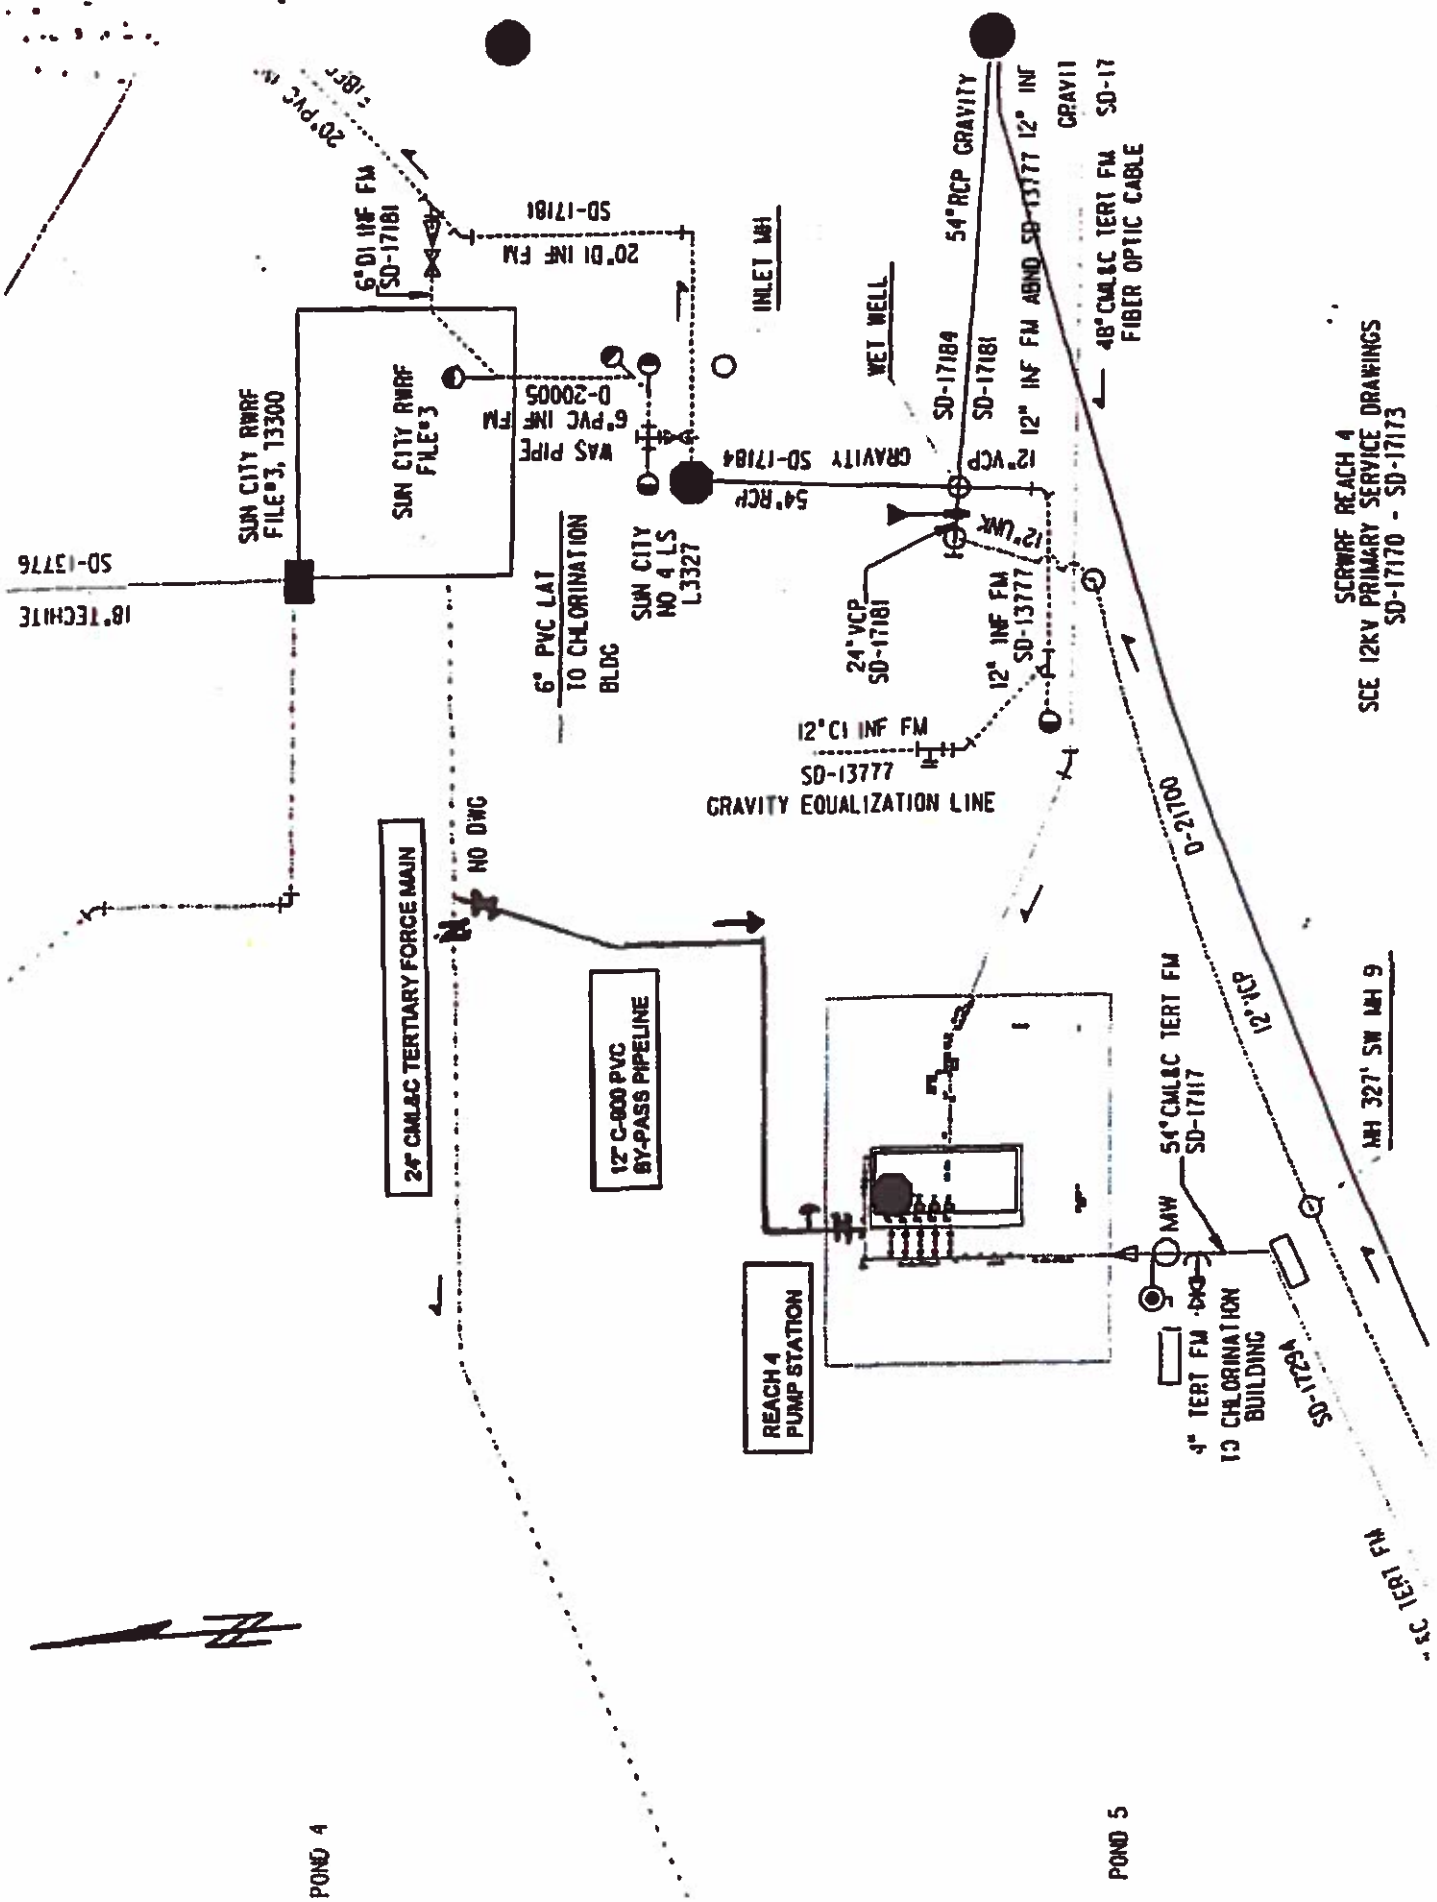 20" PVC
6" DI INF FM
SD-17181
20" DI INF FM
SD-17181
SUN CITY RWRF
FILE#3, 13300
SUN CITY RWRF
FILE#3
18" TECHITE
SD-13776
WAS PIPE
6" PVC INF FM
D-20005
INLET MH
6" PVC LAT
TO CHLORINATION
BLDG
SUN CITY
NO 4 LS
L3327
54" RCP
GRAVITY SD-17184
WET WELL
54" RCP GRAVITY
SD-17184
SD-17181
12" INF FM ABND SD-13777 12" INF
GRAVIT
48" CML&C TERT FM SD-17
FIBER OPTIC CABLE
12" VCP
12" UNK
24" VCP
SD-17181
12" INF FM
SD-13777
12" CI INF FM
SD-13777
GRAVITY EQUALIZATION LINE
SCRWRF REACH 4
SCE 12KV PRIMARY SERVICE DRAWINGS
SD-17170 - SD-17173
NO DWG
24" CML&C TERTIARY FORCE MAIN
12" C-900 PVC
BY-PASS PIPELINE
D-21700
12" VCP
MH 327' SW MH 9
54" CML&C TERT FM
SD-17117
MW
REACH 4
PUMP STATION
4" TERT FM
TO CHLORINATION
BUILDING
SD-17294
&C TERT FM
POND 4
POND 5